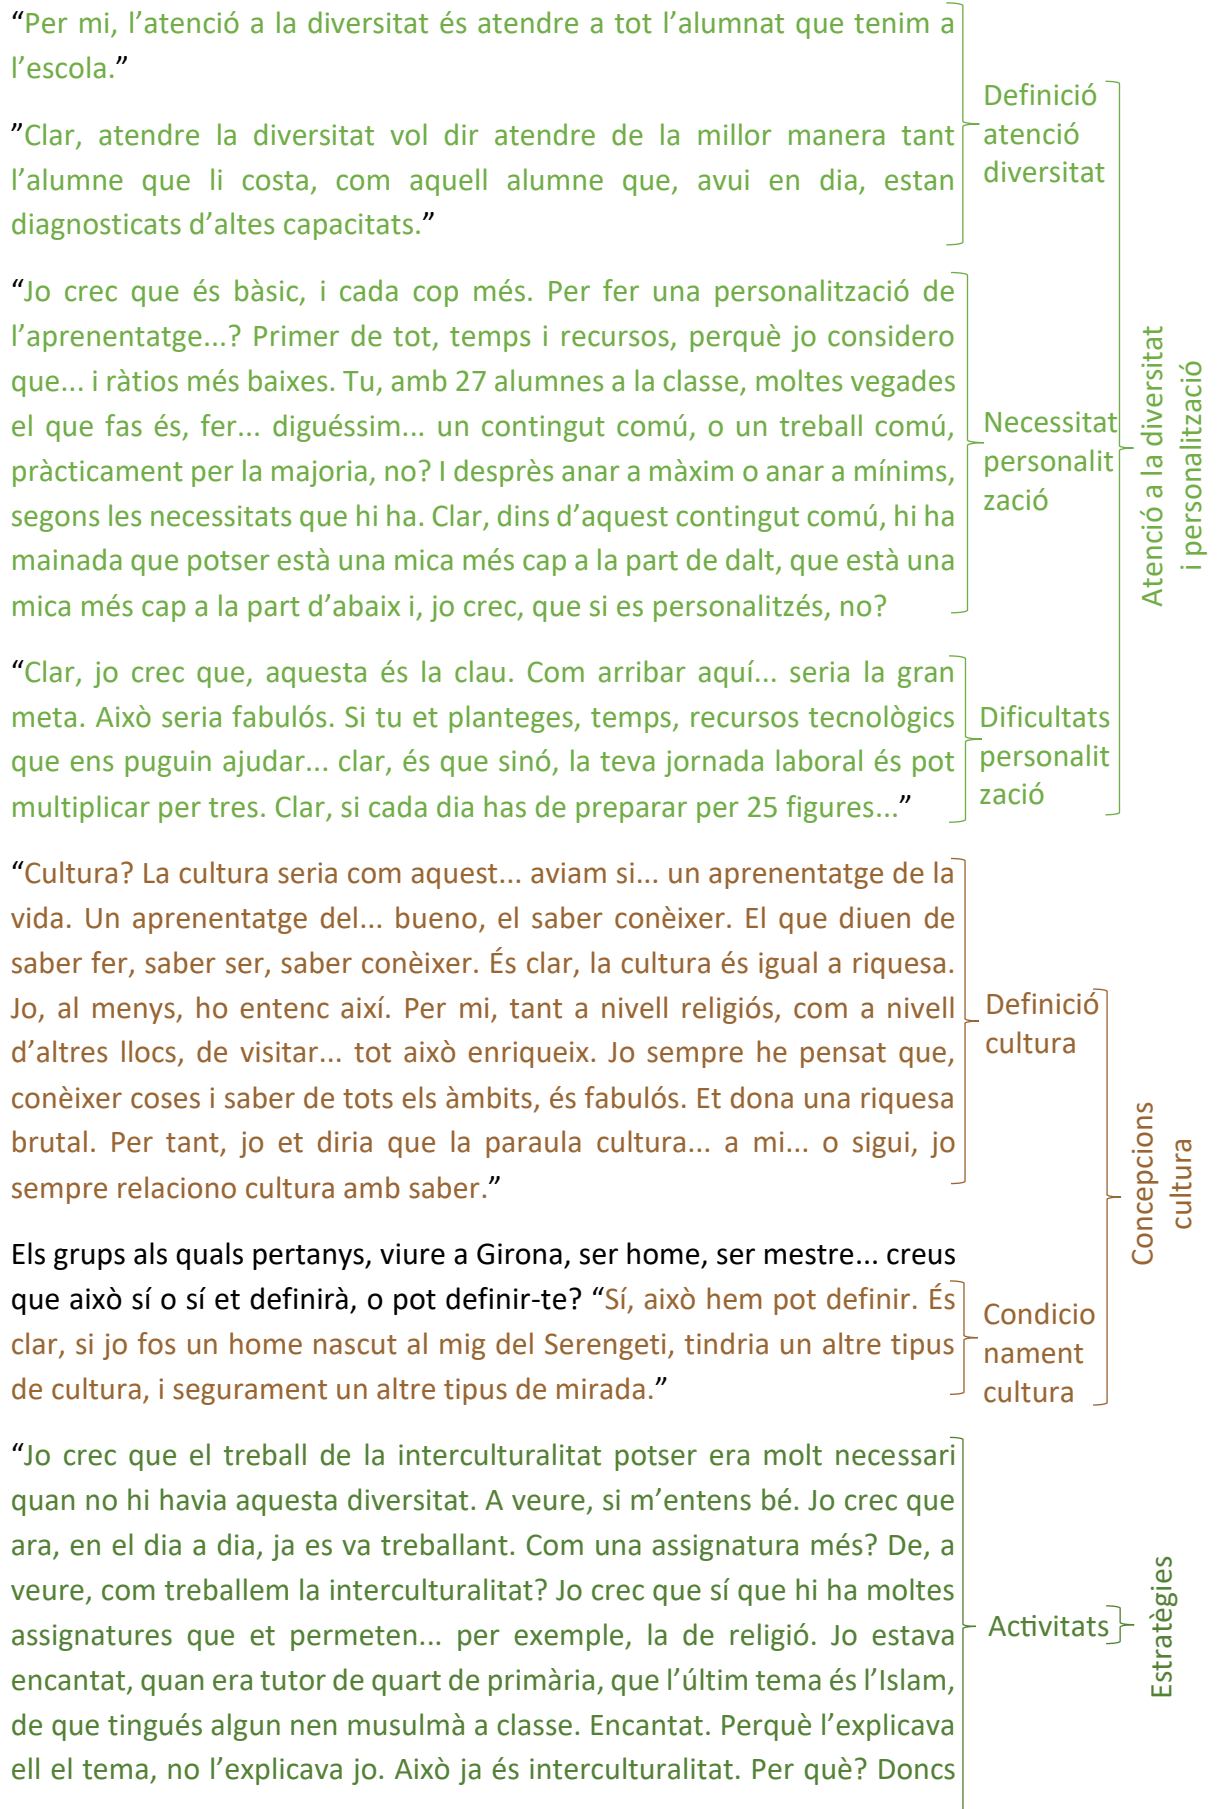 “Per mi, l’atenció a la diversitat és atendre a tot l’alumnat que tenim a
l’escola.”
”Clar, atendre la diversitat vol dir atendre de la millor manera tant
l’alumne que li costa, com aquell alumne que, avui en dia, estan
diagnosticats d’altes capacitats.”
Definició
atenció
diversitat
“Jo crec que és bàsic, i cada cop més. Per fer una personalització de
l’aprenentatge...? Primer de tot, temps i recursos, perquè jo considero
que... i ràtios més baixes. Tu, amb 27 alumnes a la classe, moltes vegades
el que fas és, fer... diguéssim... un contingut comú, o un treball comú,
pràcticament per la majoria, no? I desprès anar a màxim o anar a mínims,
segons les necessitats que hi ha. Clar, dins d’aquest contingut comú, hi ha
mainada que potser està una mica més cap a la part de dalt, que està una
mica més cap a la part d’abaix i, jo crec, que si es personalitzés, no?
Necessitat
personalit
zació
“Clar, jo crec que, aquesta és la clau. Com arribar aquí... seria la gran
meta. Això seria fabulós. Si tu et planteges, temps, recursos tecnològics
que ens puguin ajudar... clar, és que sinó, la teva jornada laboral és pot
multiplicar per tres. Clar, si cada dia has de preparar per 25 figures...”
Dificultats
personalit
zació
Atenció a la diversitat
i personalització
“Cultura? La cultura seria com aquest... aviam si... un aprenentatge de la
vida. Un aprenentatge del... bueno, el saber conèixer. El que diuen de
saber fer, saber ser, saber conèixer. És clar, la cultura és igual a riquesa.
Jo, al menys, ho entenc així. Per mi, tant a nivell religiós, com a nivell
d’altres llocs, de visitar... tot això enriqueix. Jo sempre he pensat que,
conèixer coses i saber de tots els àmbits, és fabulós. Et dona una riquesa
brutal. Per tant, jo et diria que la paraula cultura... a mi... o sigui, jo
sempre relaciono cultura amb saber.”
Definició
cultura
Els grups als quals pertanys, viure a Girona, ser home, ser mestre... creus
que això sí o sí et definirà, o pot definir-te? “Sí, això hem pot definir. És
clar, si jo fos un home nascut al mig del Serengeti, tindria un altre tipus
de cultura, i segurament un altre tipus de mirada.”
Condicio
nament
cultura
Concepcions
cultura
“Jo crec que el treball de la interculturalitat potser era molt necessari
quan no hi havia aquesta diversitat. A veure, si m’entens bé. Jo crec que
ara, en el dia a dia, ja es va treballant. Com una assignatura més? De, a
veure, com treballem la interculturalitat? Jo crec que sí que hi ha moltes
assignatures que et permeten... per exemple, la de religió. Jo estava
encantat, quan era tutor de quart de primària, que l’últim tema és l’Islam,
de que tingués algun nen musulmà a classe. Encantat. Perquè l’explicava
ell el tema, no l’explicava jo. Això ja és interculturalitat. Per què? Doncs
Activitats
Estratègies